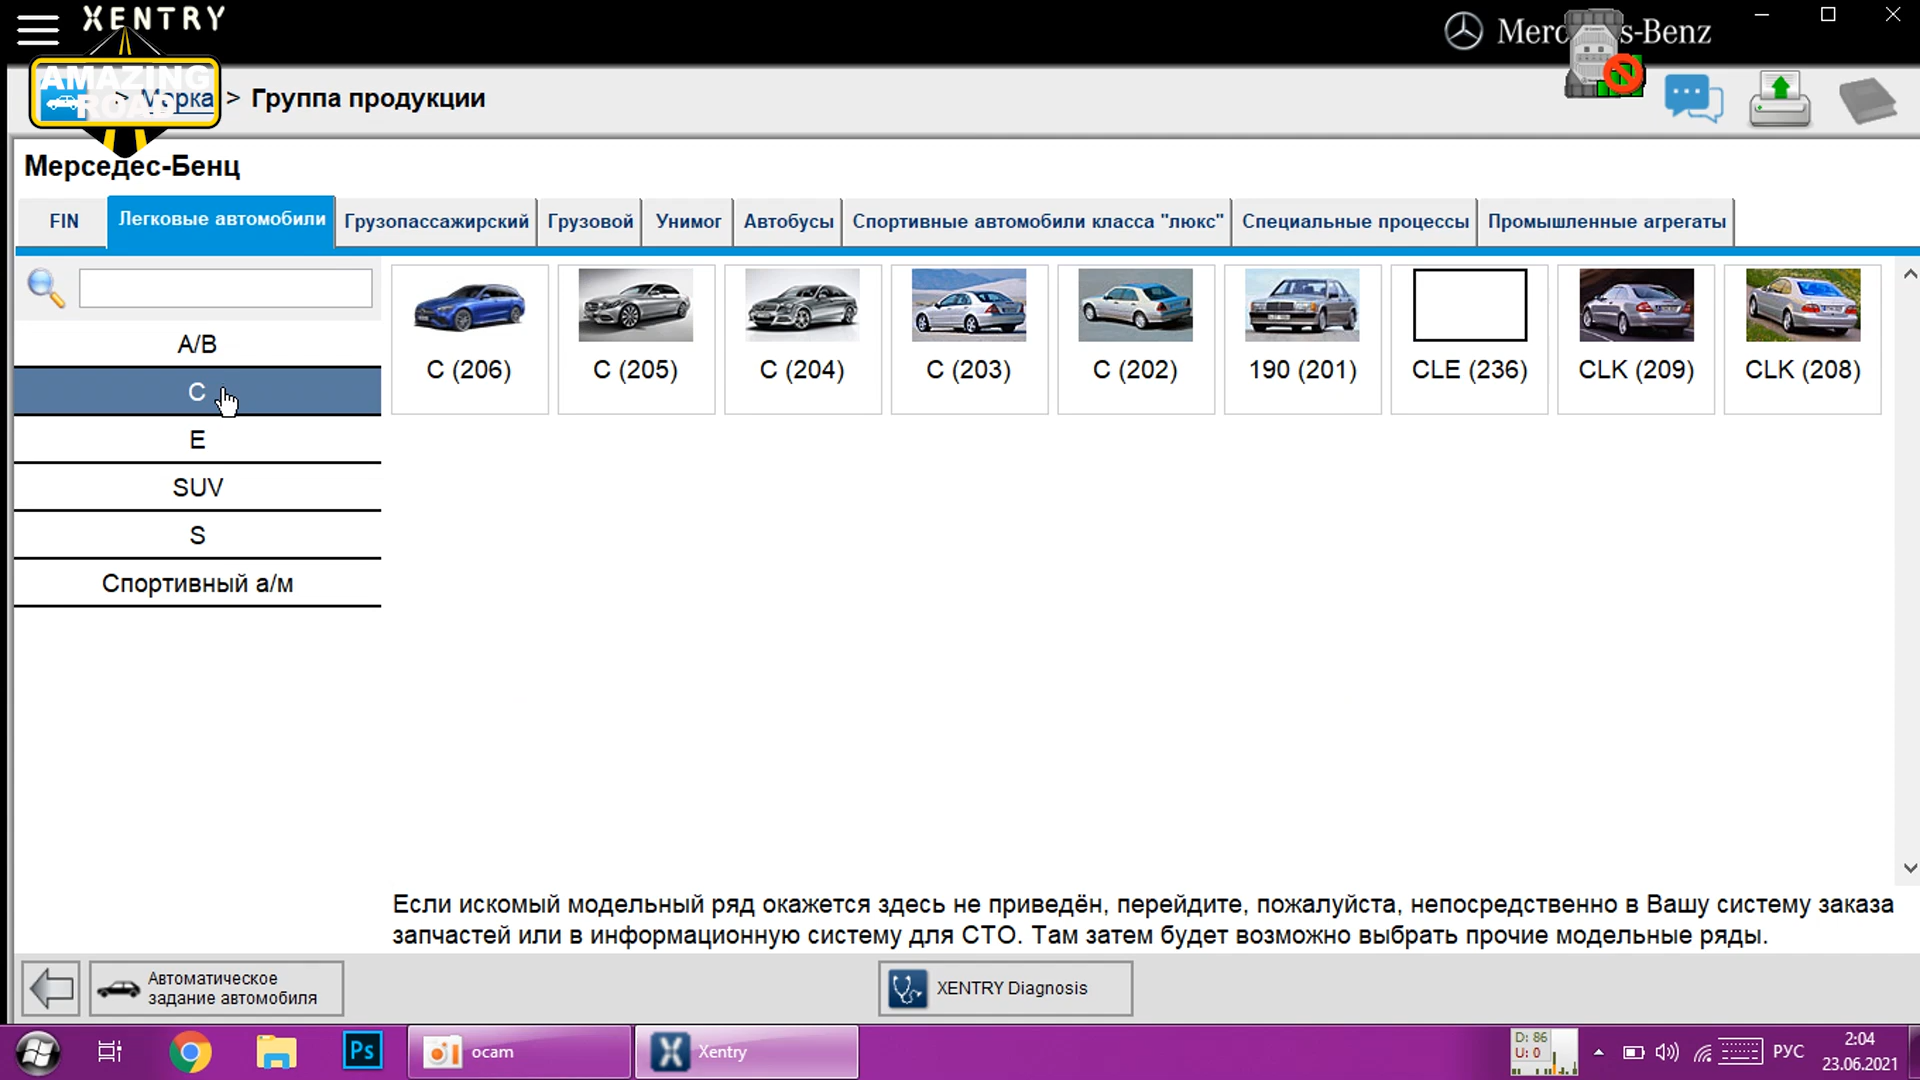 XENTRY
Mercedes-Benz
AMAZING
ROAD
> Марка > Группа продукции
Мерседес-Бенц
FIN
Легковые автомобили
Грузопассажирский
Грузовой
Унимог
Автобусы
Спортивные автомобили класса "люкс"
Специальные процессы
Промышленные агрегаты
A/B
C
E
SUV
S
Спортивный а/м
C (206)
C (205)
C (204)
C (203)
C (202)
190 (201)
CLE (236)
CLK (209)
CLK (208)
Если искомый модельный ряд окажется здесь не приведён, перейдите, пожалуйста, непосредственно в Вашу систему заказа
запчастей или в информационную систему для СТО. Там затем будет возможно выбрать прочие модельные ряды.
Автоматическое
задание автомобиля
XENTRY Diagnosis
Ps
ocam
Xentry
D: 86
U: 0
РУС
2:04
23.06.2021